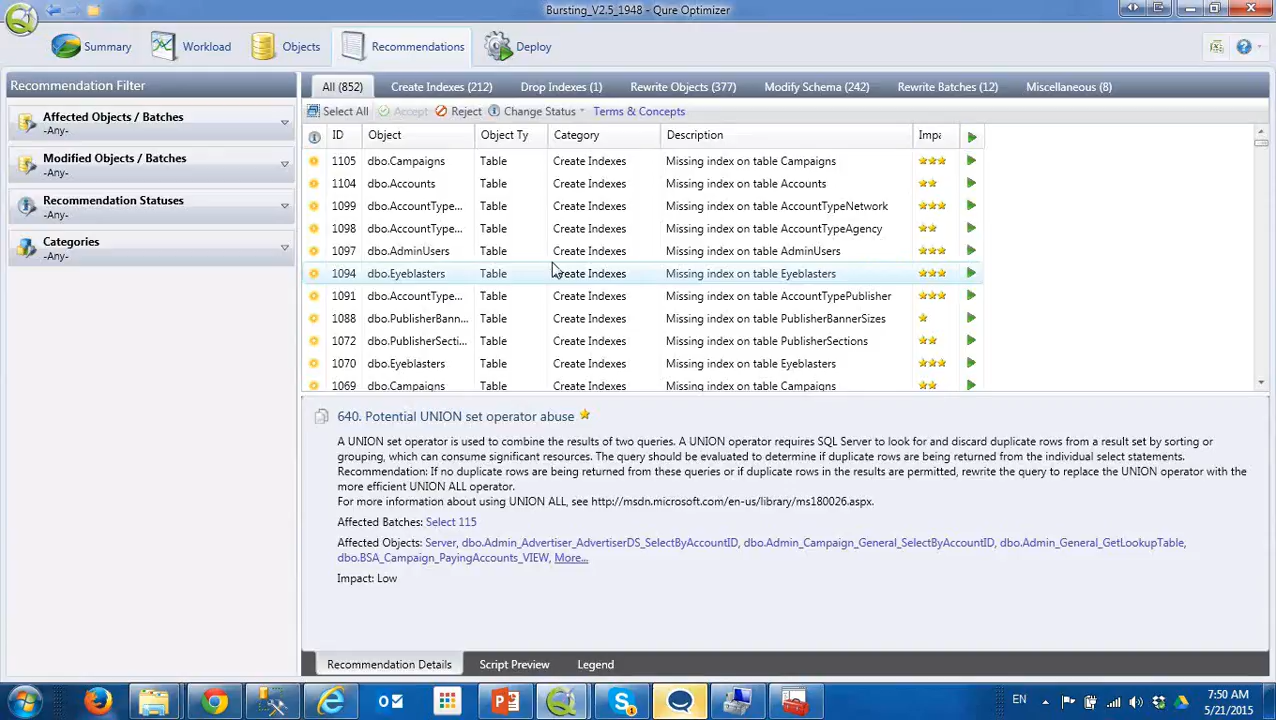 Bursting_V2.5_1948 - Qure Optimizer
Summary
Workload
Objects
Recommendations
Deploy
Recommendation Filter
Affected Objects / Batches
-Any-
Modified Objects / Batches
-Any-
Recommendation Statuses
-Any-
Categories
-Any-
All (852) Create Indexes (212) Drop Indexes (1) Rewrite Objects (377) Modify Schema (242) Rewrite Batches (12) Miscellaneous (8)
Select All Accept Reject Change Status Terms & Concepts
ID Object Object Ty Category Description Impa
1105 dbo.Campaigns Table Create Indexes Missing index on table Campaigns
1104 dbo.Accounts Table Create Indexes Missing index on table Accounts
1099 dbo.AccountType... Table Create Indexes Missing index on table AccountTypeNetwork
1098 dbo.AccountType... Table Create Indexes Missing index on table AccountTypeAgency
1097 dbo.AdminUsers Table Create Indexes Missing index on table AdminUsers
1094 dbo.Eyeblasters Table Create Indexes Missing index on table Eyeblasters
1091 dbo.AccountType... Table Create Indexes Missing index on table AccountTypePublisher
1088 dbo.PublisherBann... Table Create Indexes Missing index on table PublisherBannerSizes
1072 dbo.PublisherSecti... Table Create Indexes Missing index on table PublisherSections
1070 dbo.Eyeblasters Table Create Indexes Missing index on table Eyeblasters
1069 dbo.Campaigns Table Create Indexes Missing index on table Campaigns
640. Potential UNION set operator abuse
A UNION set operator is used to combine the results of two queries. A UNION operator requires SQL Server to look for and discard duplicate rows from a result set by sorting or
grouping, which can consume significant resources. The query should be evaluated to determine if duplicate rows are being returned from the individual select statements.
Recommendation: If no duplicate rows are being returned from these queries or if duplicate rows in the results are permitted, rewrite the query to replace the UNION operator with the
more efficient UNION ALL operator.
For more information about using UNION ALL, see http://msdn.microsoft.com/en-us/library/ms180026.aspx.
Affected Batches: Select 115
Affected Objects: Server, dbo.Admin_Advertiser_AdvertiserDS_SelectByAccountID, dbo.Admin_Campaign_General_SelectByAccountID, dbo.Admin_General_GetLookupTable,
dbo.BSA_Campaign_PayingAccounts_VIEW, More...
Impact: Low
Recommendation Details Script Preview Legend
EN
7:50 AM
5/21/2015